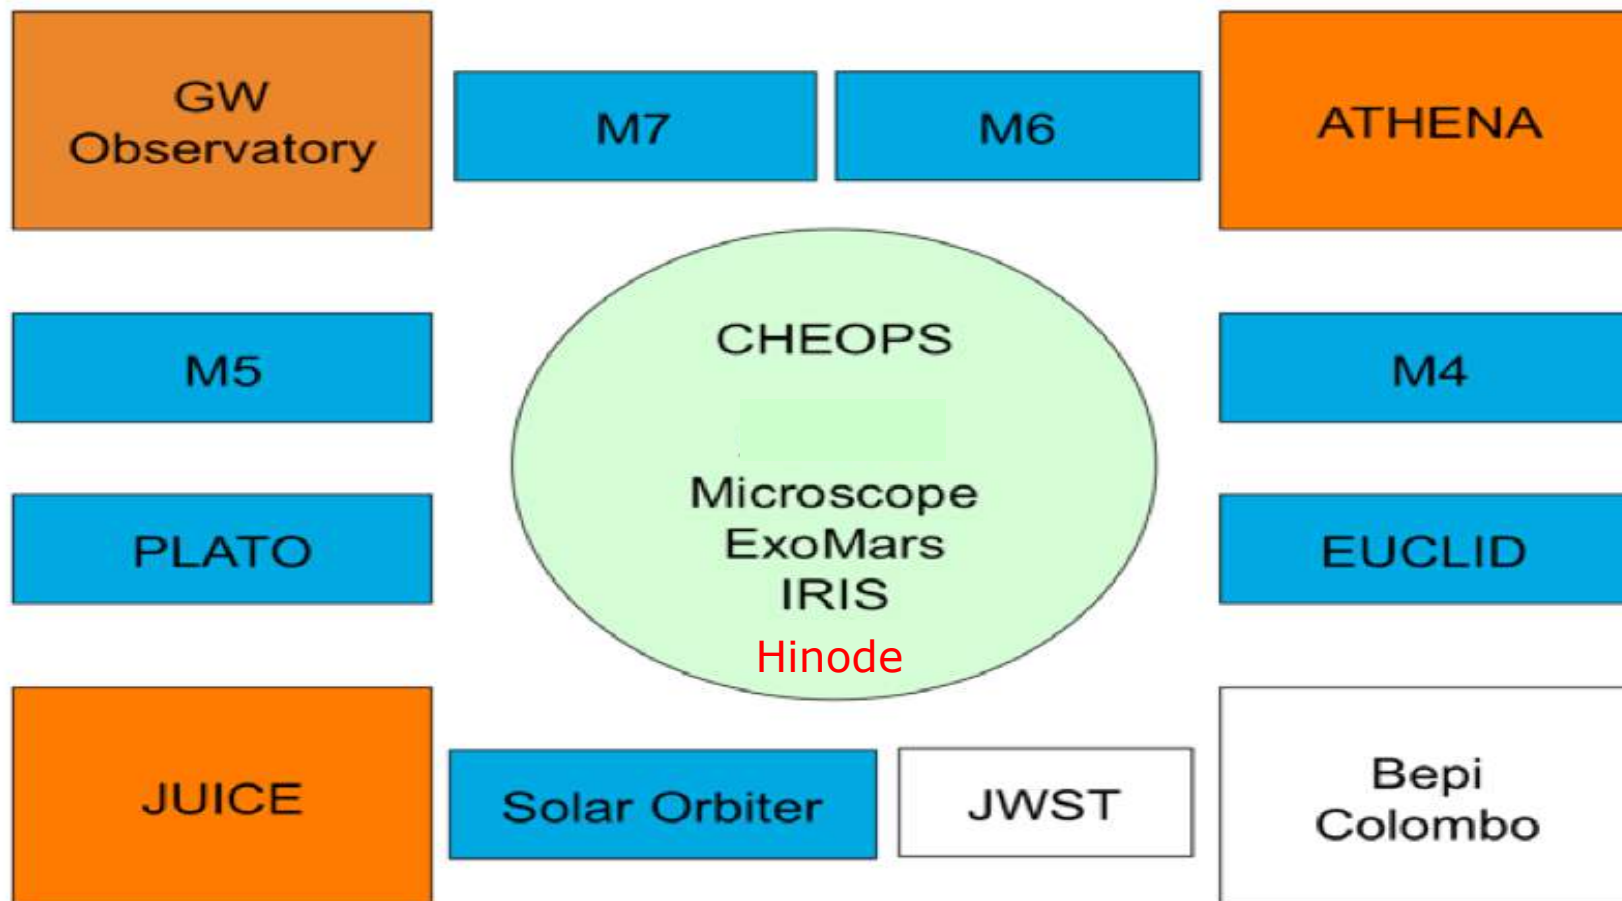 GW
Observatory
M7
M6
ATHENA
CHEOPS
M5
M4
Microscope
PLATO
ExoMars
EUCLID
IRIS
Hinode
JUICE
Solar Orbiter
JWST
Bepi
Colombo